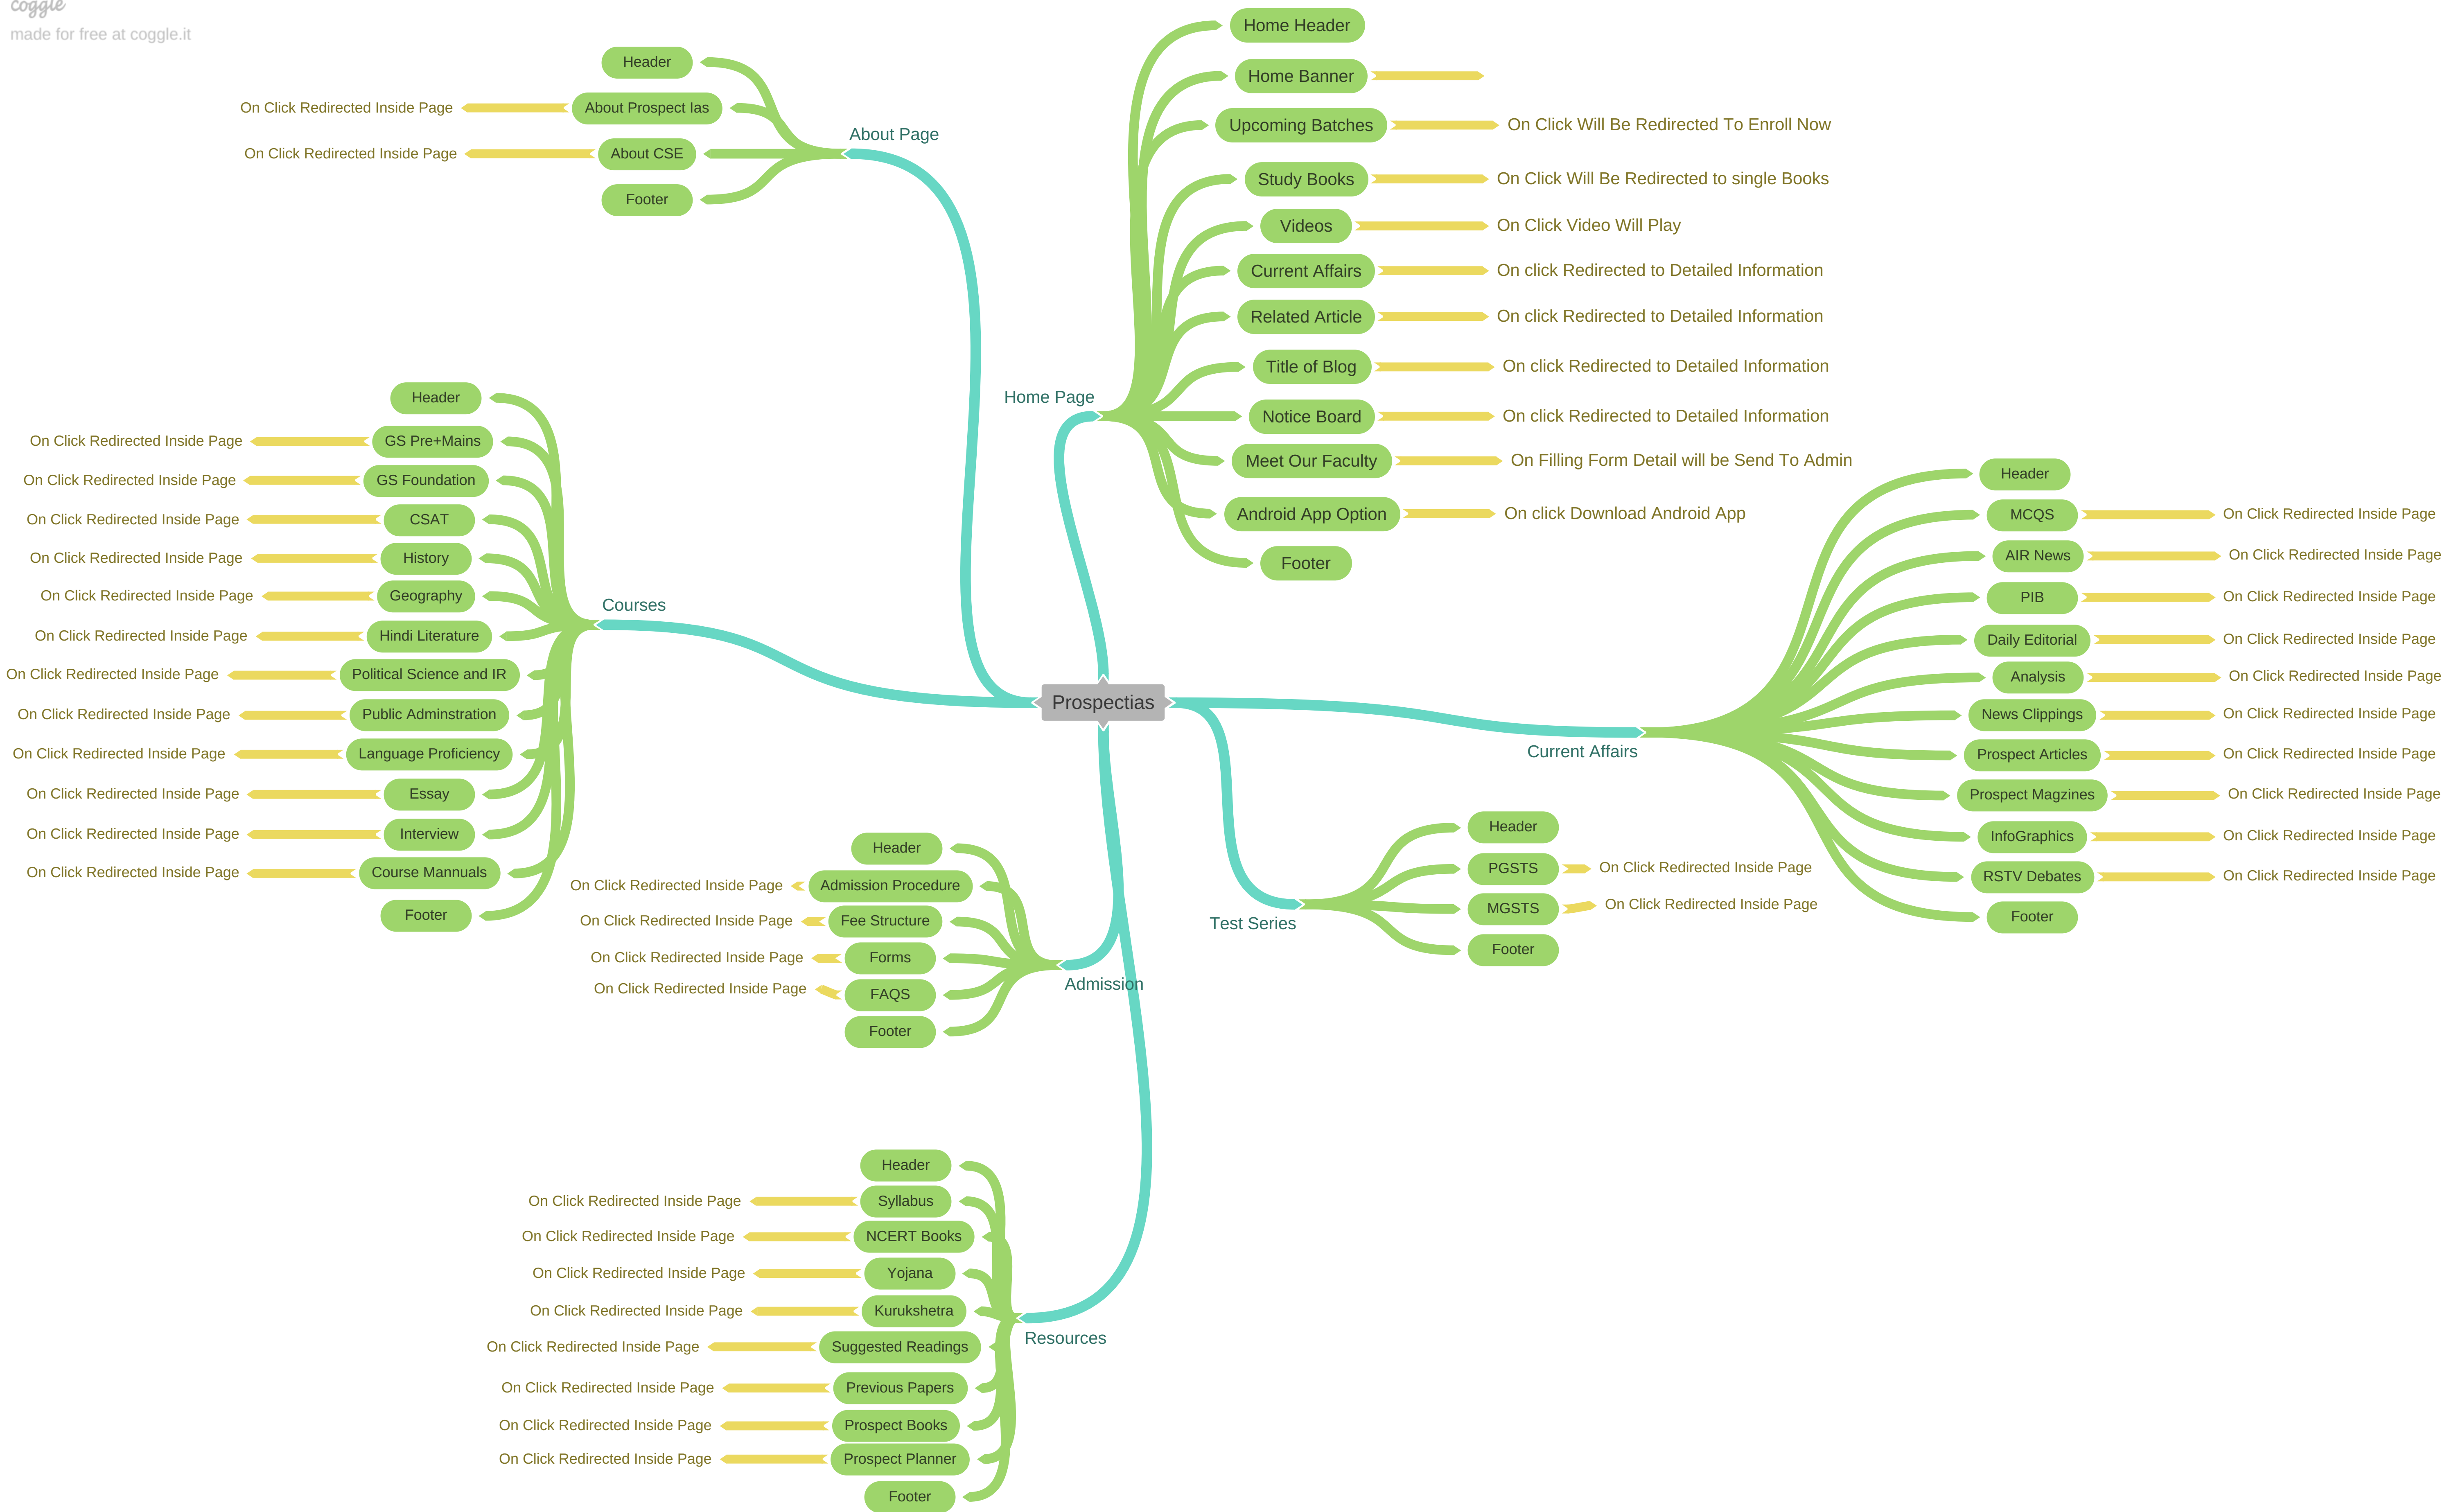 coggle
made for free at coggle.it
Prospectias
About Page
Header
About Prospect Ias
On Click Redirected Inside Page
About CSE
On Click Redirected Inside Page
Footer
Home Page
Home Header
Home Banner
Upcoming Batches
On Click Will Be Redirected To Enroll Now
Study Books
On Click Will Be Redirected to single Books
Videos
On Click Video Will Play
Current Affairs
On click Redirected to Detailed Information
Related Article
On click Redirected to Detailed Information
Title of Blog
On click Redirected to Detailed Information
Notice Board
On click Redirected to Detailed Information
Meet Our Faculty
On Filling Form Detail will be Send To Admin
Android App Option
On click Download Android App
Footer
Courses
Header
GS Pre+Mains
On Click Redirected Inside Page
GS Foundation
On Click Redirected Inside Page
CSAT
On Click Redirected Inside Page
History
On Click Redirected Inside Page
Geography
On Click Redirected Inside Page
Hindi Literature
On Click Redirected Inside Page
Political Science and IR
On Click Redirected Inside Page
Public Adminstration
On Click Redirected Inside Page
Language Proficiency
On Click Redirected Inside Page
Essay
On Click Redirected Inside Page
Interview
On Click Redirected Inside Page
Course Mannuals
On Click Redirected Inside Page
Footer
Current Affairs
Header
MCQS
On Click Redirected Inside Page
AIR News
On Click Redirected Inside Page
PIB
On Click Redirected Inside Page
Daily Editorial
On Click Redirected Inside Page
Analysis
On Click Redirected Inside Page
News Clippings
On Click Redirected Inside Page
Prospect Articles
On Click Redirected Inside Page
Prospect Magzines
On Click Redirected Inside Page
InfoGraphics
On Click Redirected Inside Page
RSTV Debates
On Click Redirected Inside Page
Footer
Test Series
Header
PGSTS
On Click Redirected Inside Page
MGSTS
On Click Redirected Inside Page
Footer
Admission
Header
Admission Procedure
On Click Redirected Inside Page
Fee Structure
On Click Redirected Inside Page
Forms
On Click Redirected Inside Page
FAQS
On Click Redirected Inside Page
Footer
Resources
Header
Syllabus
On Click Redirected Inside Page
NCERT Books
On Click Redirected Inside Page
Yojana
On Click Redirected Inside Page
Kurukshetra
On Click Redirected Inside Page
Suggested Readings
On Click Redirected Inside Page
Previous Papers
On Click Redirected Inside Page
Prospect Books
On Click Redirected Inside Page
Prospect Planner
On Click Redirected Inside Page
Footer